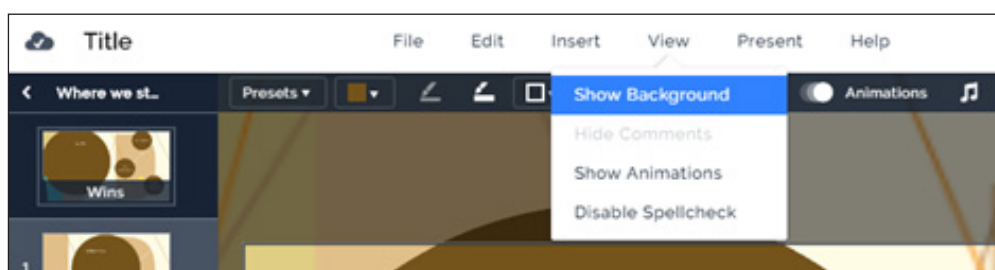 Title File Edit Insert View Present Help
Where we st... Presets Show Background Animations
Hide Comments
Show Animations
Wins
Disable Spellcheck
1